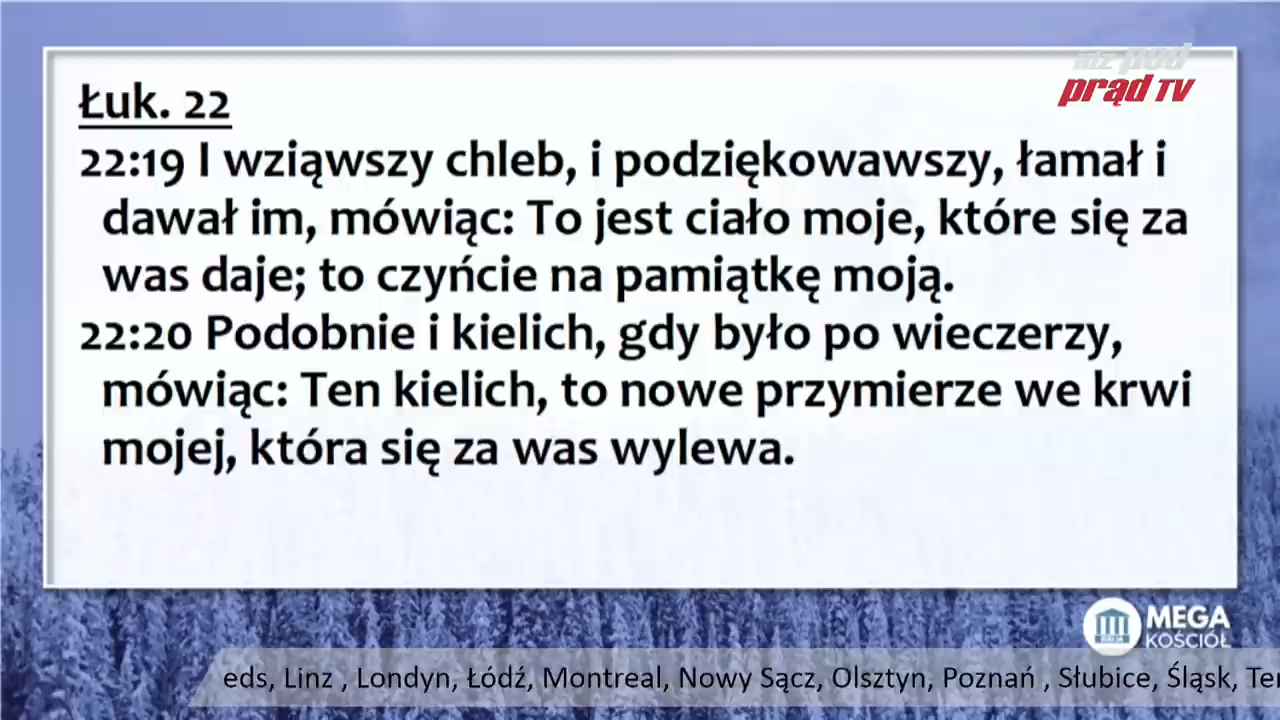 idź pod
prąd TV
Łuk. 22
22:19 I wziąwszy chleb, i podziękowawszy, łamał i
dawał im, mówiąc: To jest ciało moje, które się za
was daje; to czyńcie na pamiątkę moją.
22:20 Podobnie i kielich, gdy było po wieczerzy,
mówiąc: Ten kielich, to nowe przymierze we krwi
mojej, która się za was wylewa.
MEGA
KOŚCIÓŁ
eds, Linz , Londyn, Łódź, Montreal, Nowy Sącz, Olsztyn, Poznań , Słubice, Śląsk, Ter